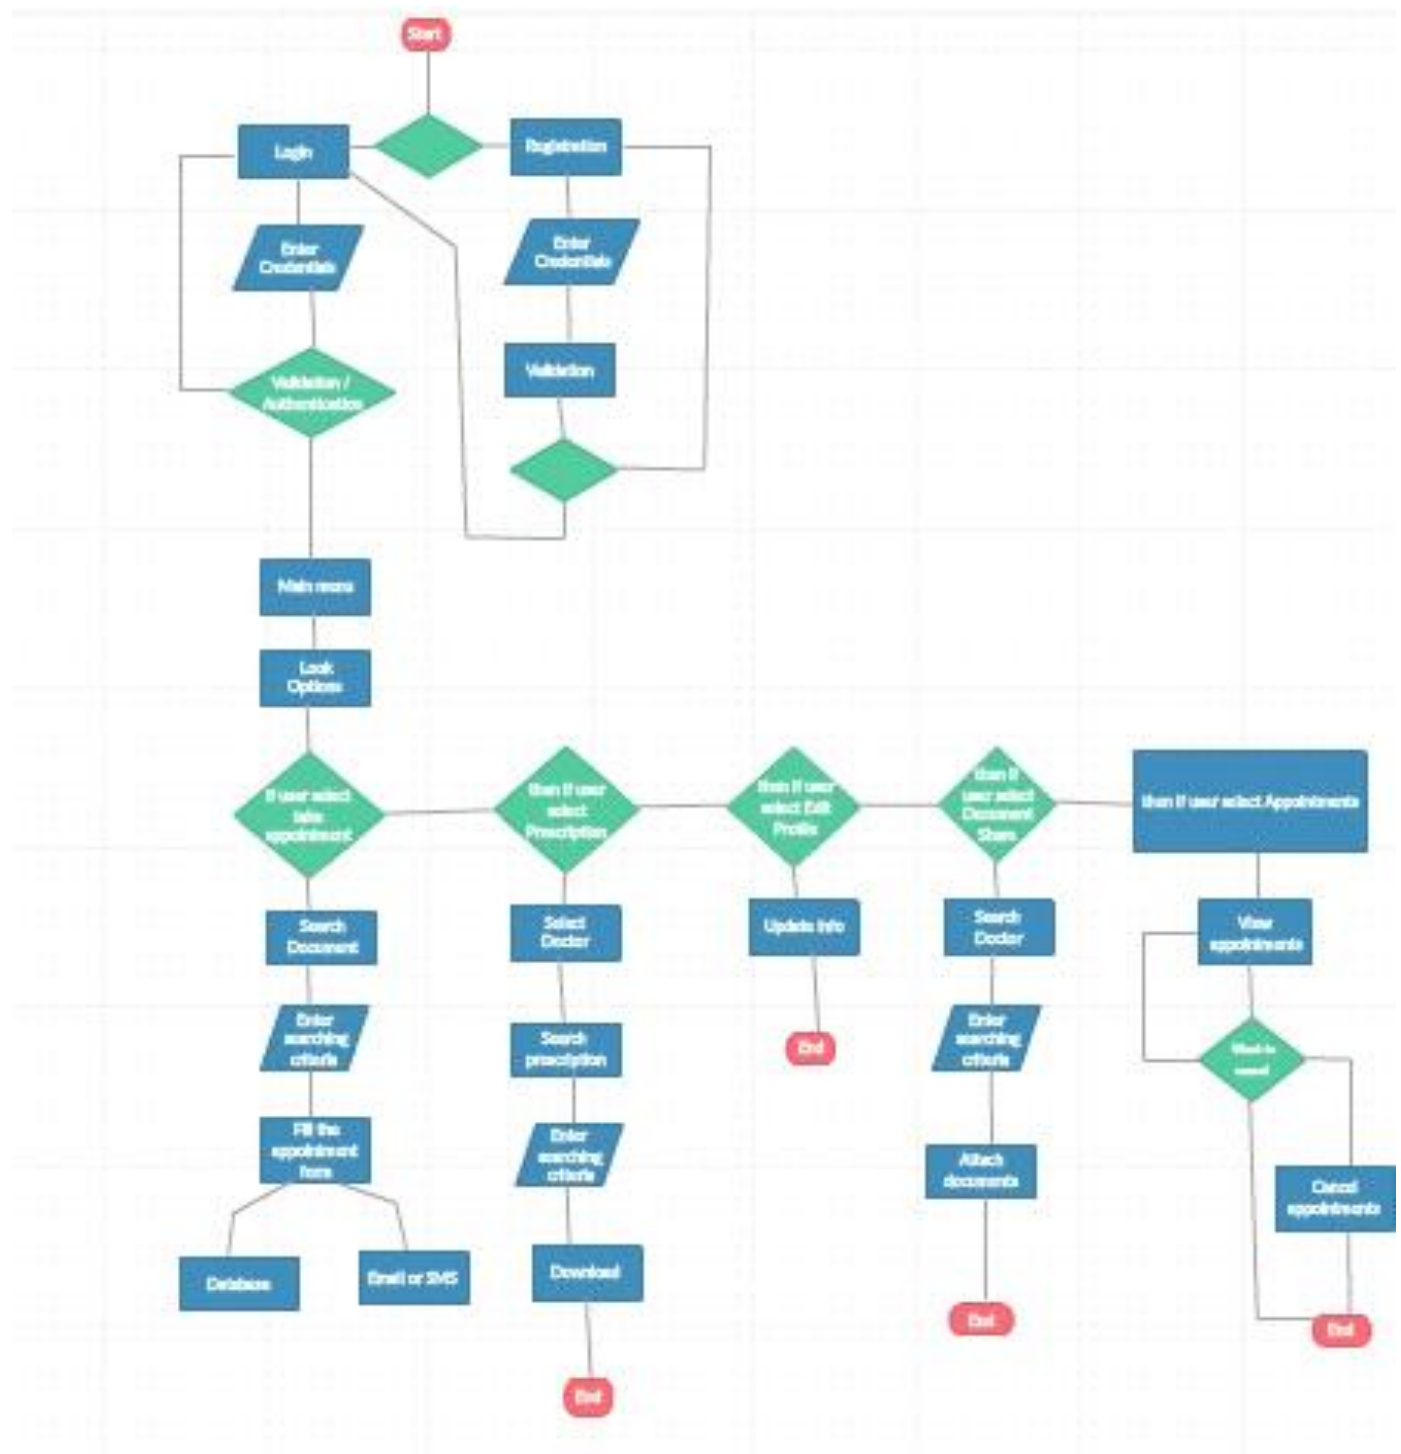 Start
Login
Registration
Enter
Credentials
Enter
Credentials
Validation /
Authentication
Validation
Main menu
Look
Options
If user select
take
appointment
then if user
select
Prescription
then if user
select Edit
Profile
then if
user select
Document
Share
then if user select Appointments
Search
Document
Select
Doctor
Update info
Search
Doctor
View
appointments
Enter
searching
criteria
Search
prescription
End
Enter
searching
criteria
Want to
cancel
Fill the
appointment
form
Enter
searching
criteria
Attach
documents
Cancel
appointments
Database
Email or SMS
Download
End
End
End